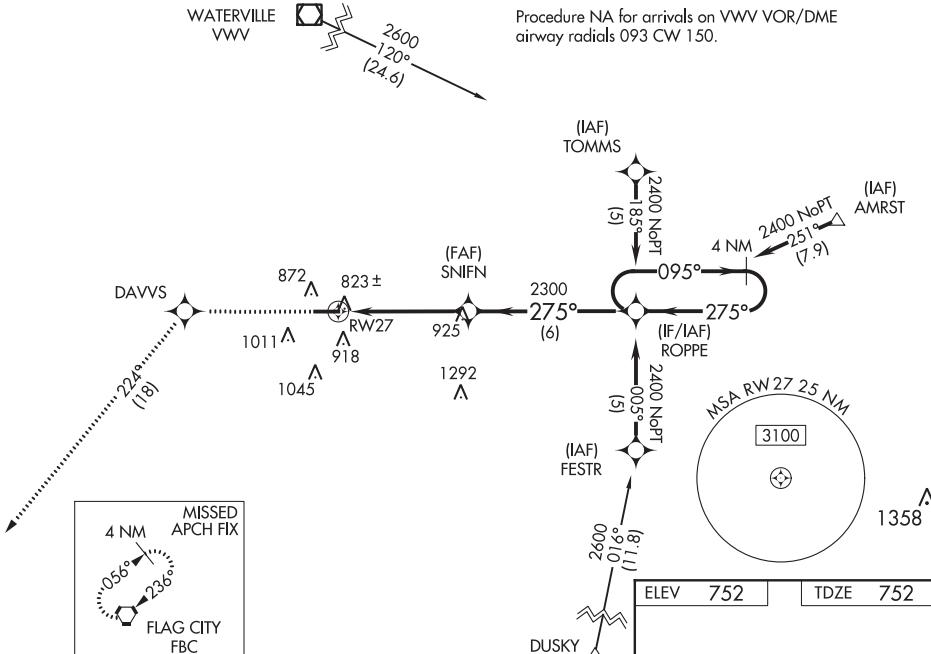 WATERVILLE
VWV
2600
120°
(24.6)
Procedure NA for arrivals on VWV VOR/DME
airway radials 093 CW 150.
(IAF)
TOMMS
2400 NoPT
185°
(5)
(IAF)
AMRST
2400 NoPT
251°
(7.9)
4 NM
095°
275°
(IF/IAF)
ROPPE
(FAF)
SNIFN
2300
275°
(6)
925
1292
872
823±
RW27
1011
918
1045
DAVVS
224°
(18)
2400 NoPT
005°
(5)
(IAF)
FESTR
2600
016°
(11.8)
DUSKY
MSA RW 27 25 NM
3100
1358
MISSED
APCH FIX
4 NM
056°
236°
FLAG CITY
FBC
ELEV 752
TDZE 752